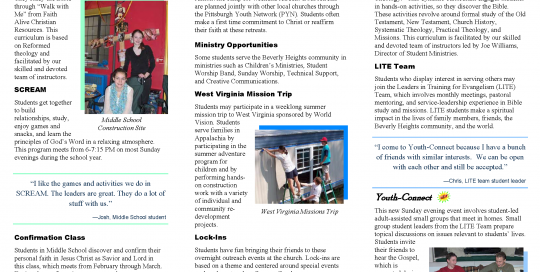 through "Walk with
Me" from Faith
Alive Christian
Resources. This
curriculum is based
on Reformed
theology and
facilitated by our
skilled and devoted
team of instructors.
SCREAM
Students get together
to build
relationships, study,
enjoy games and
snacks, and learn the
principles of God's Word in a relaxing atmosphere.
This program meets from 6-7:15 PM on most Sunday
evenings during the school year.
Middle School
Construction Site
"I like the games and activities we do in
SCREAM. The leaders are great. They do a lot of
stuff with us."
—Josh, Middle School student
Confirmation Class
Students in Middle School discover and confirm their
personal faith in Jesus Christ as Savior and Lord in
this class, which meets from February through March.
are planned jointly with other local churches through
the Pittsburgh Youth Network (PYN). Students often
make a first time commitment to Christ or reaffirm
their faith at these retreats.
Ministry Opportunities
Some students serve the Beverly Heights community in
ministries such as Children's Ministries, Student
Worship Band, Sunday Worship, Technical Support,
and Creative Communications.
West Virginia Mission Trip
Students may participate in a weeklong summer
mission trip to West Virginia sponsored by World
Vision. Students
serve families in
Appalachia by
participating in the
summer adventure
program for
children and by
performing hands-
on construction
work with a variety
of individual and
community re-
development
projects.
West Virginia Missions Trip
Lock-Ins
Students have fun bringing their friends to these
overnight outreach events at the church. Lock-ins are
based on a theme and centered around special events
in hands-on activities, so they discover the Bible.
These activities revolve around formal study of the Old
Testament, New Testament, Church History,
Systematic Theology, Practical Theology, and
Missions. This curriculum is facilitated by our skilled
and devoted team of instructors led by Joe Williams,
Director of Student Ministries.
LITE Team
Students who display interest in serving others may
join the Leaders in Training for Evangelism (LITE)
Team, which involves monthly meetings, pastoral
mentoring, and service-leadership experience in Bible
study and missions. LITE students make a spiritual
impact in the lives of family members, friends, the
Beverly Heights community, and the world.
"I come to Youth-Connect because I have a bunch
of friends with similar interests. We can be open
with each other and still be accepted."
—Chris, LITE team student leader
Youth-Connect
This new Sunday evening event involves student-led
adult-assisted small groups that meet in homes. Small
group student leaders from the LITE Team prepare
topical discussions on issues relevant to students' lives.
Students invite
their friends to
hear the Gospel,
which is